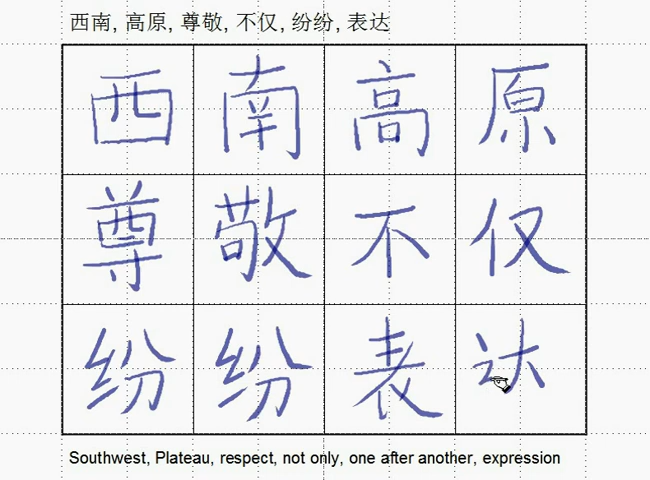 西南, 高原, 尊敬, 不仅, 纷纷, 表达
西南高原
尊敬不仅
纷纷表达
Southwest, Plateau, respect, not only, one after another, expression